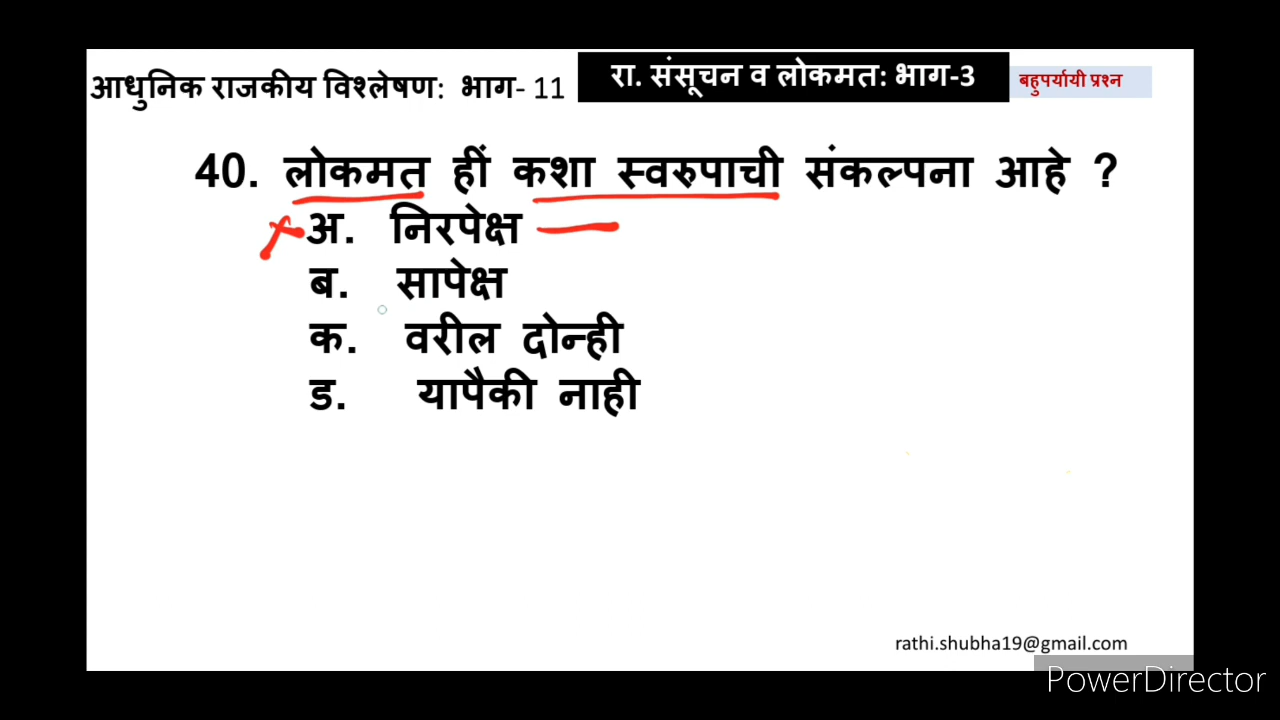 आधुनिक राजकीय विश्लेषण: भाग- 11
रा. संसूचन व लोकमत: भाग-3
बहुपर्यायी प्रश्न
40. लोकमत हीं कशा स्वरुपाची संकल्पना आहे ?
अ. निरपेक्ष
ब. सापेक्ष
क. वरील दोन्ही
ड. यापैकी नाही
rathi.shubha19@gmail.com
PowerDirector